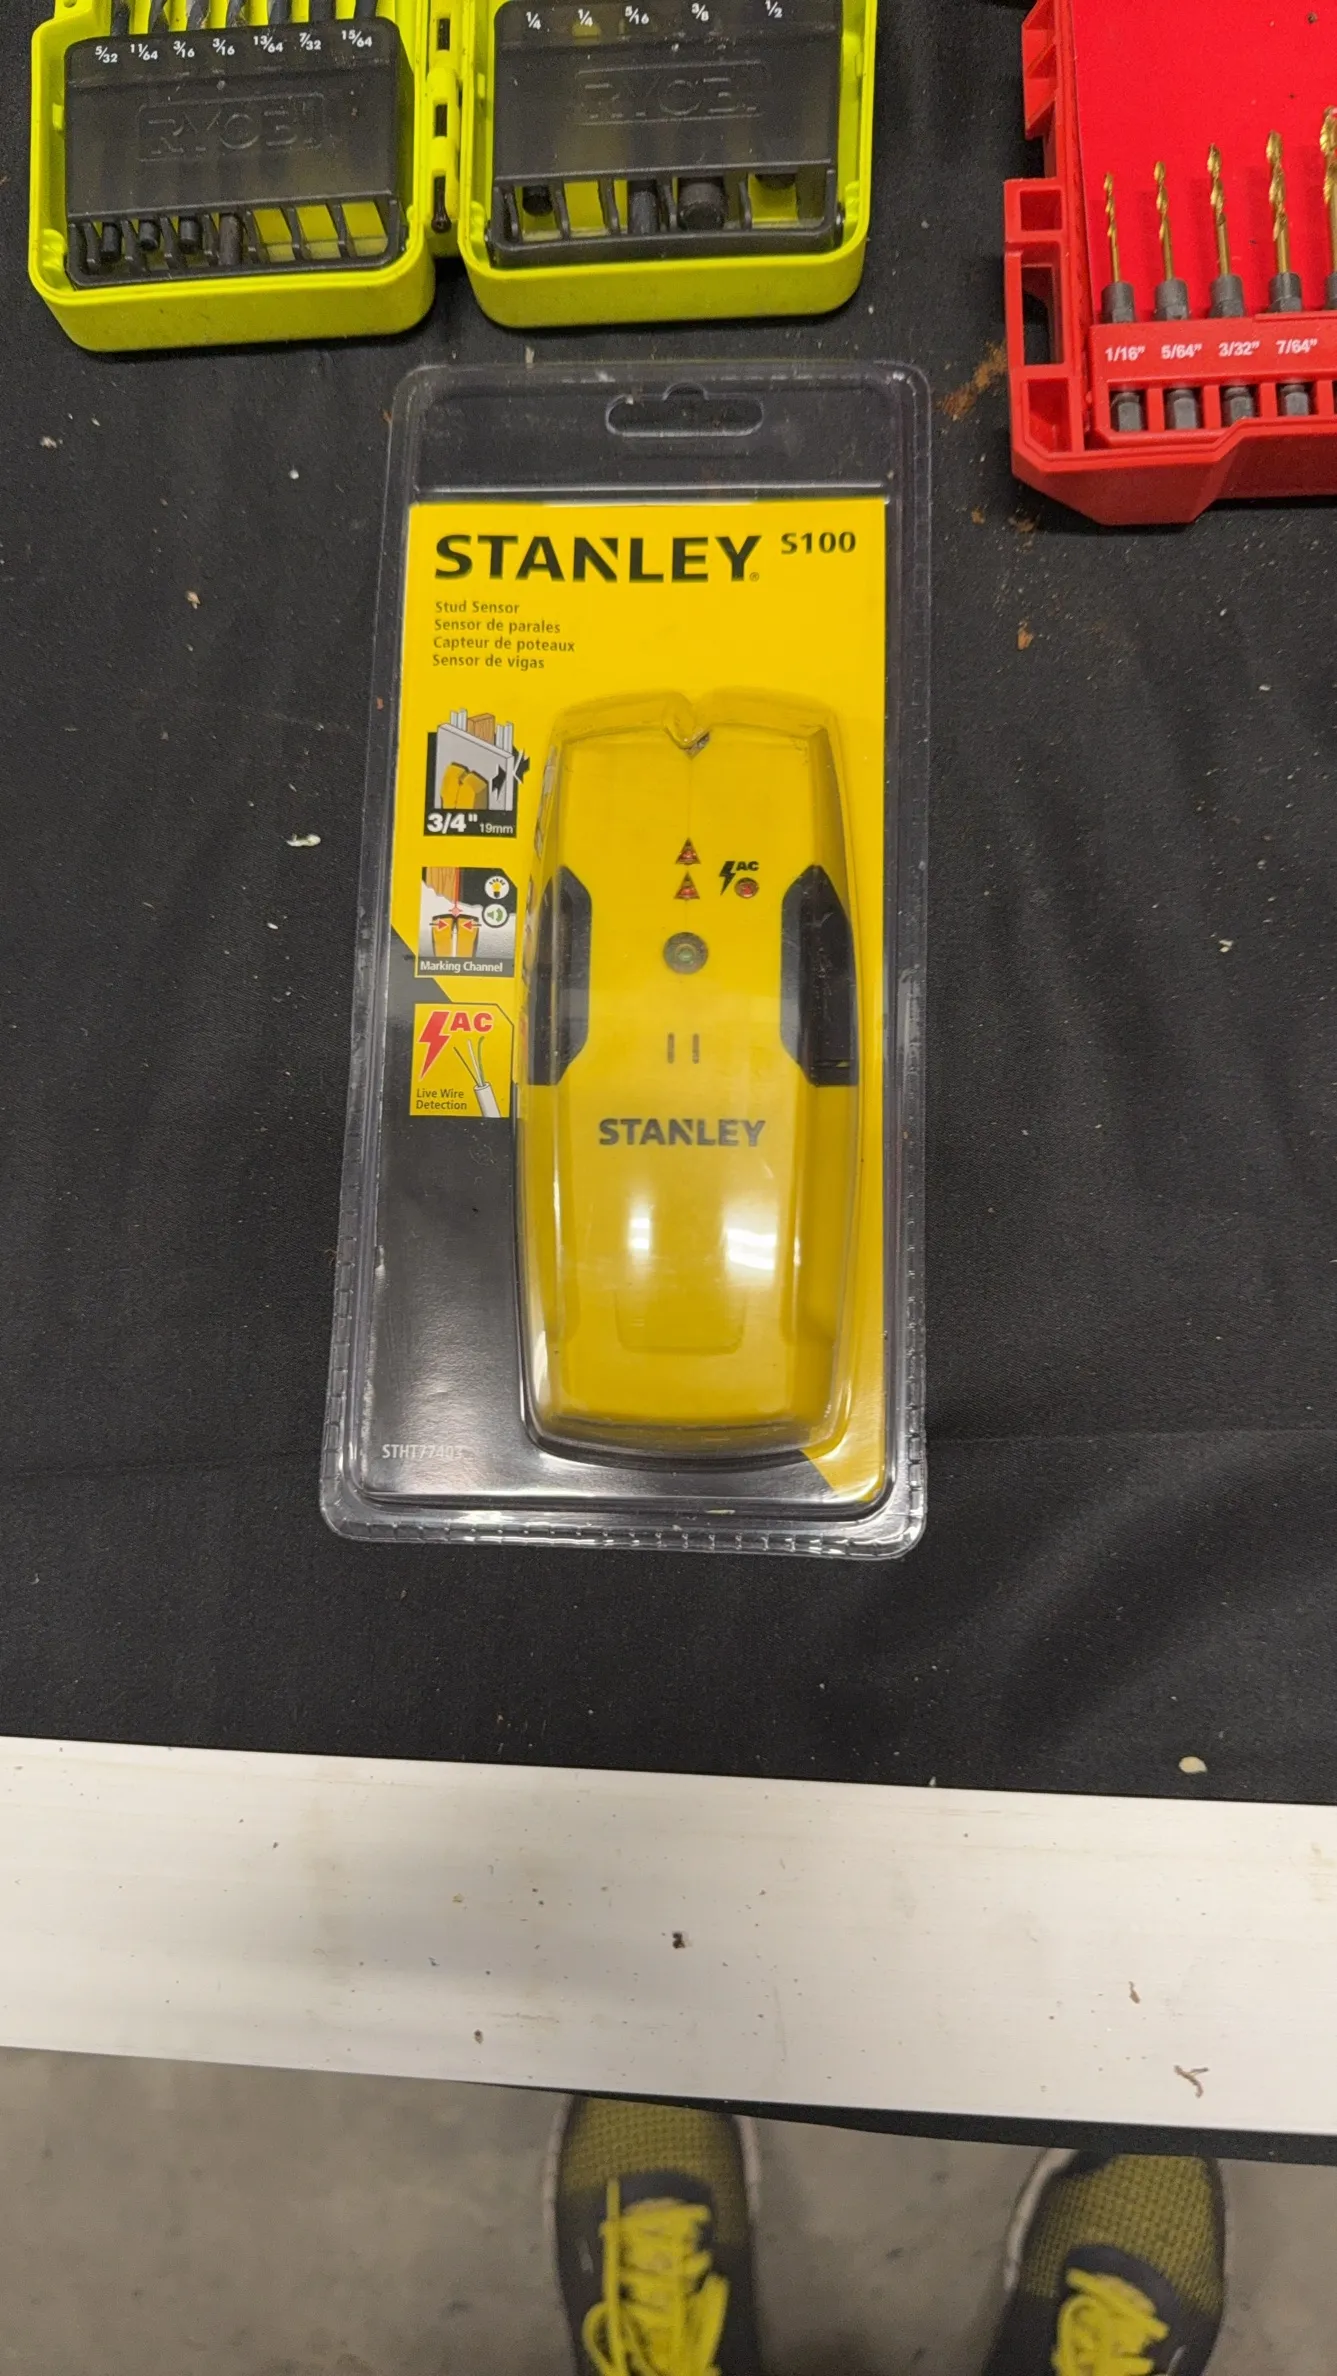 5/32 11/64 3/16 3/16 13/64 7/32 15/64
RYOBI
1/4 1/4 5/16 3/8 1/2
RYOBI
1/16" 5/64" 3/32" 7/64"
STANLEY® S100
Stud Sensor
Sensor de parales
Capteur de poteaux
Sensor de vigas
3/4" 19mm
Marking Channel
AC
Live Wire
Detection
AC
STANLEY
STHT77403